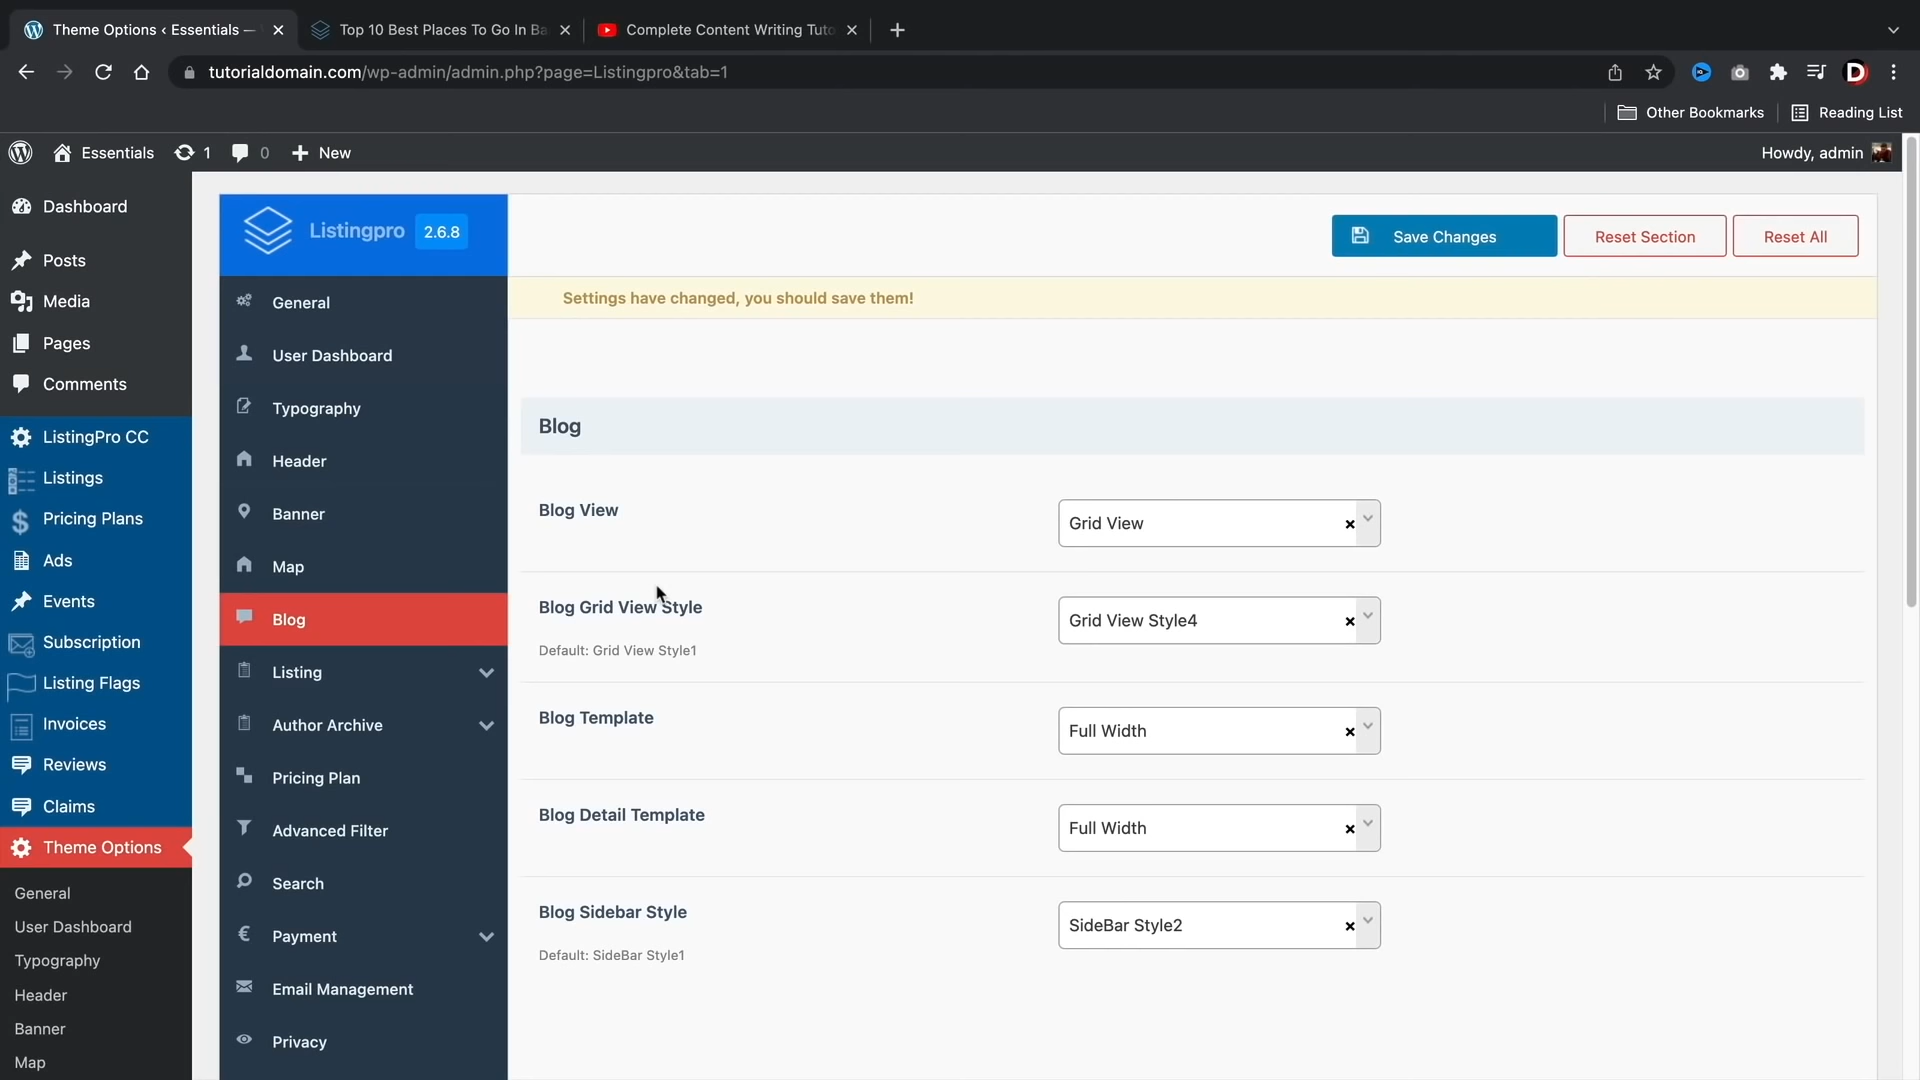 Theme Options ‹ Essentials —
Top 10 Best Places To Go In Ba
Complete Content Writing Tuto
tutorialdomain.com/wp-admin/admin.php?page=Listingpro&tab=1
Other Bookmarks
Reading List
Essentials
1
0
New
Howdy, admin
Dashboard
Posts
Media
Pages
Comments
ListingPro CC
Listings
Pricing Plans
Ads
Events
Subscription
Listing Flags
Invoices
Reviews
Claims
Theme Options
General
User Dashboard
Typography
Header
Banner
Map
Listingpro 2.6.8
General
User Dashboard
Typography
Header
Banner
Map
Blog
Listing
Author Archive
Pricing Plan
Advanced Filter
Search
Payment
Email Management
Privacy
Save Changes
Reset Section
Reset All
Settings have changed, you should save them!
Blog
Blog View
Grid View
Blog Grid View Style
Default: Grid View Style1
Grid View Style4
Blog Template
Full Width
Blog Detail Template
Full Width
Blog Sidebar Style
Default: SideBar Style1
SideBar Style2